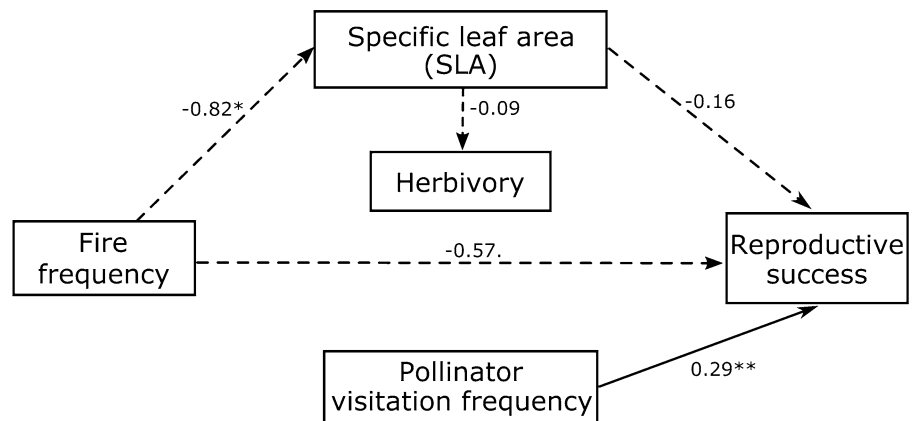 Specific leaf area
(SLA)
-0.82*
-0.09
-0.16
Herbivory
Fire
frequency
-0.57.
Reproductive
success
Pollinator
visitation frequency
0.29**